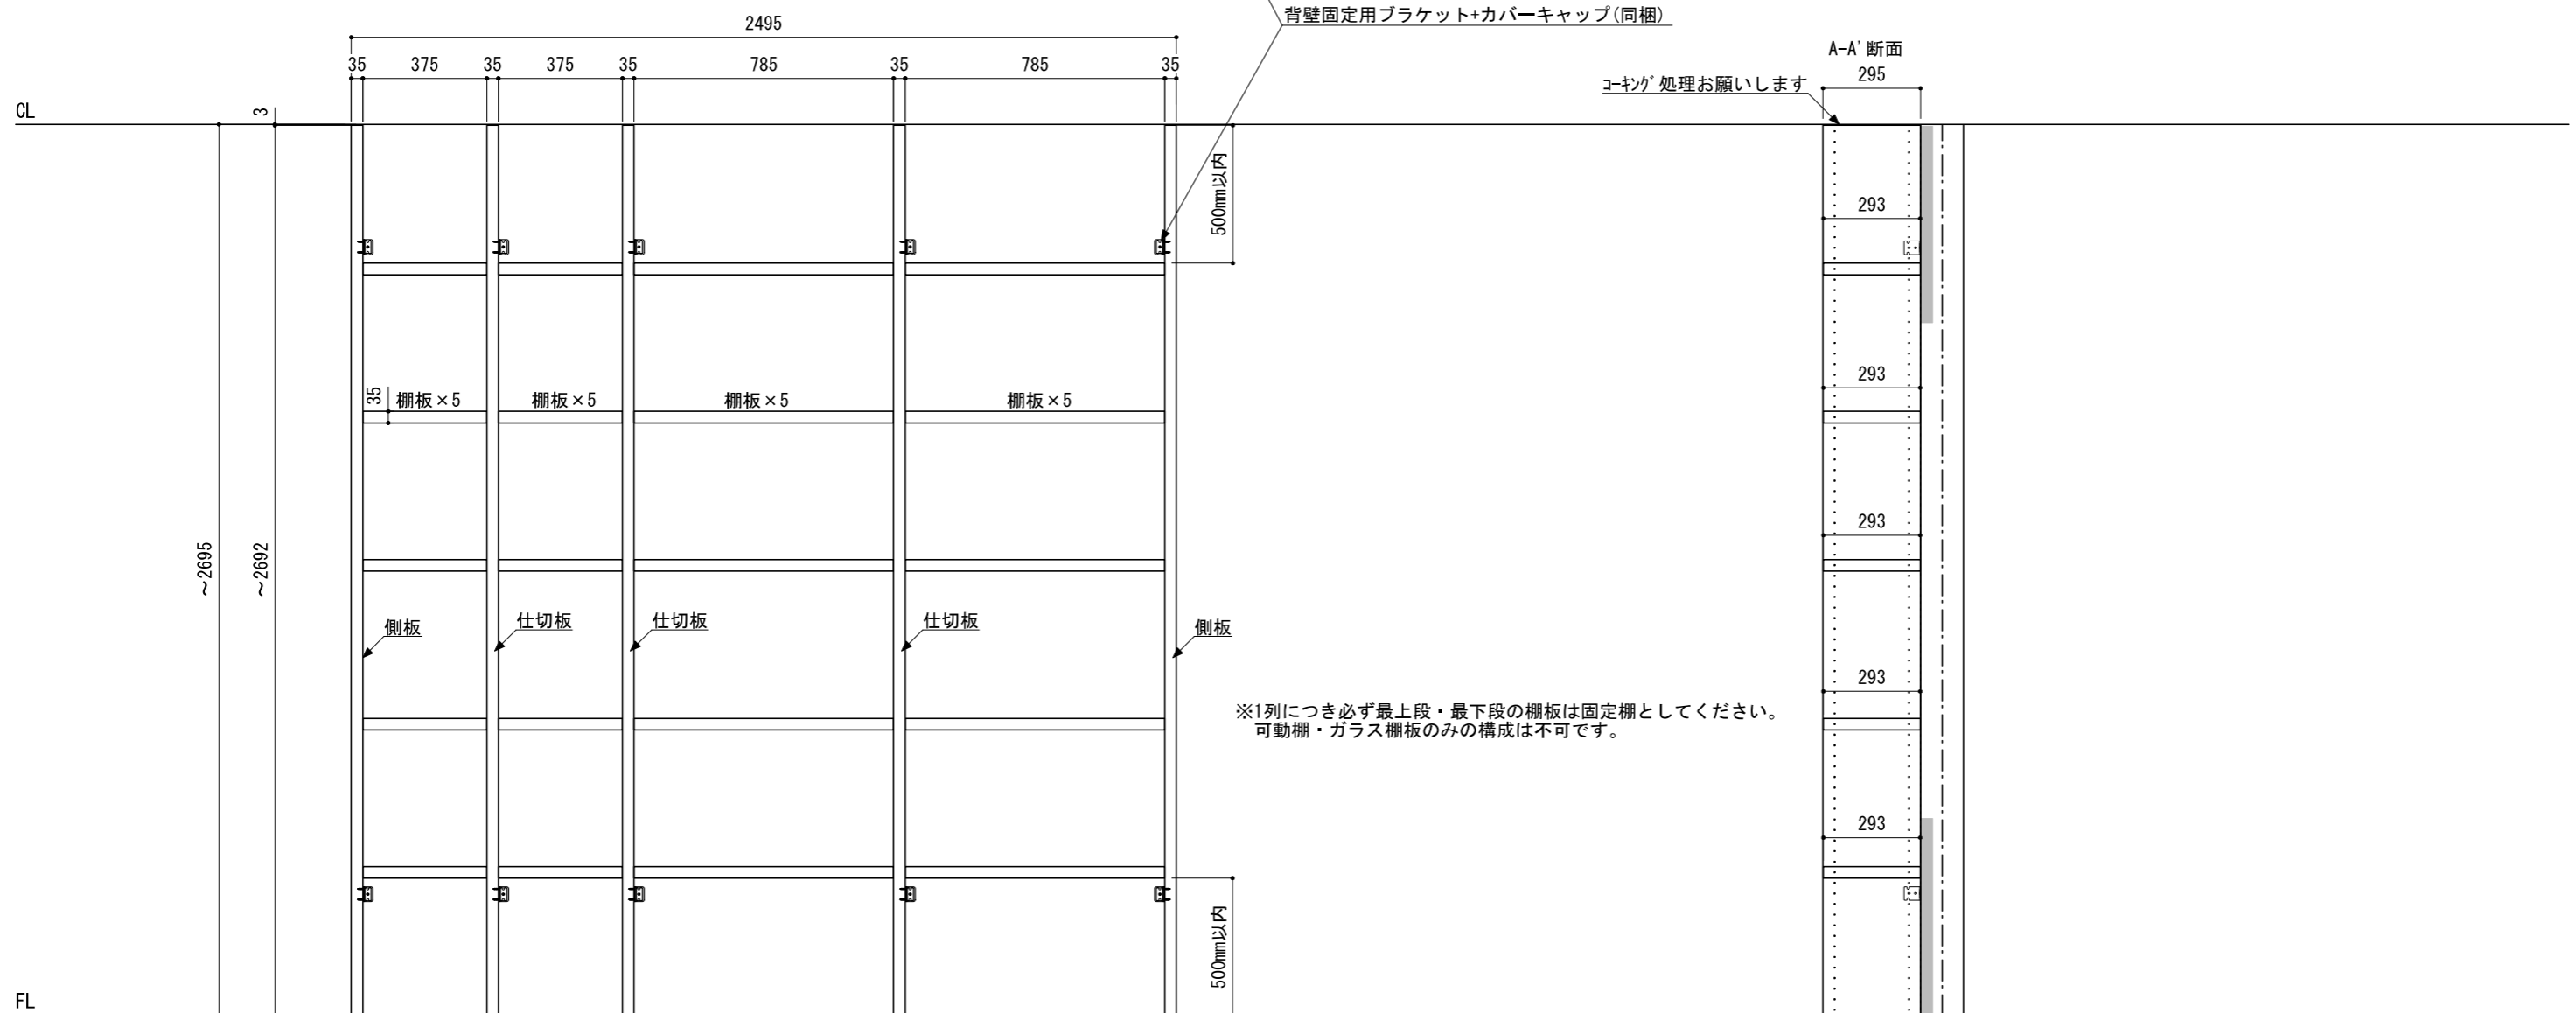 背壁固定用ブラケット+カバーキャップ(同梱)
2495
A-A'断面
35 375 35 375 35 785 35 785 35
295
ｺｰｷﾝｸﾞ処理お願いします
CL
3
500mm以内
293
293
35
棚板×5 棚板×5 棚板×5 棚板×5
293
~2695
~2692
側板
仕切板
仕切板
仕切板
側板
293
※1列につき必ず最上段・最下段の棚板は固定棚としてください。
可動棚・ガラス棚板のみの構成は不可です。
293
500mm以内
FL